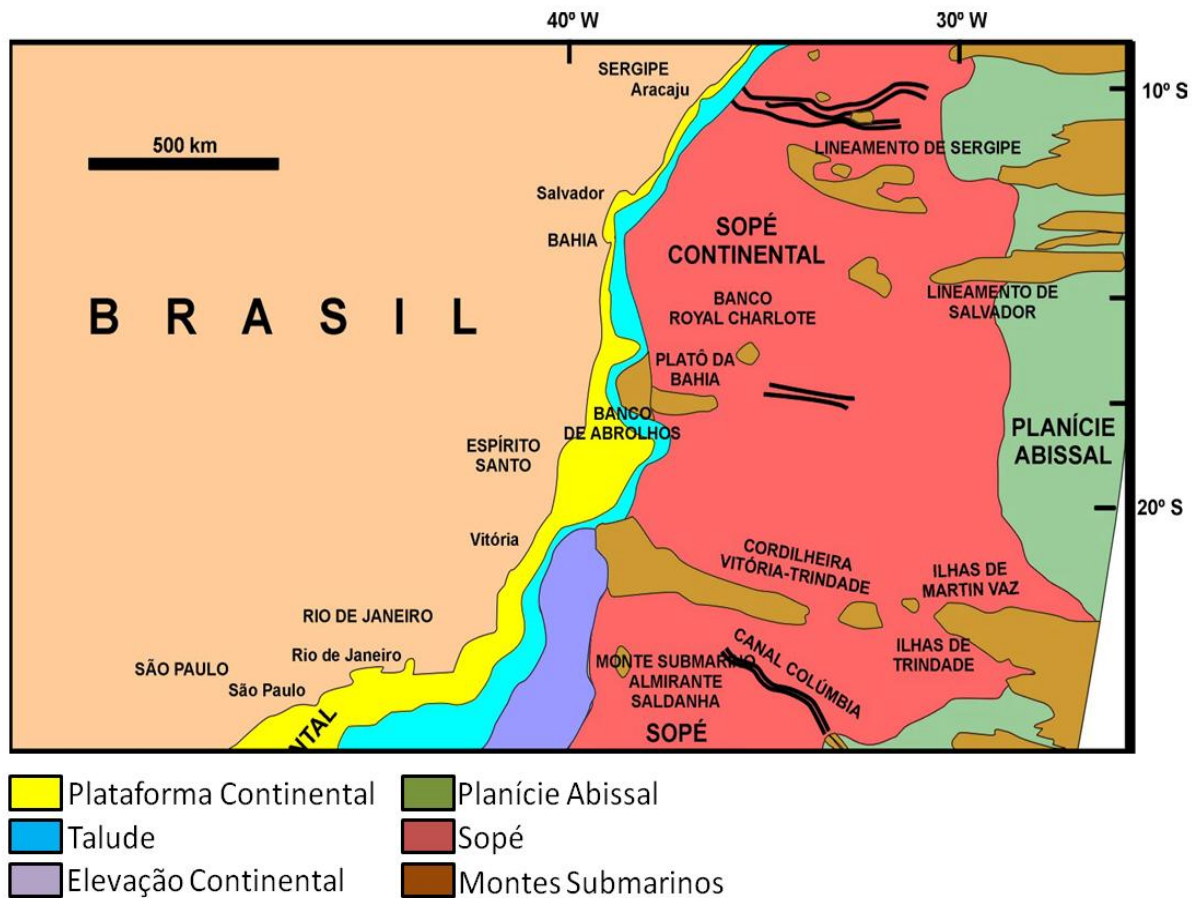 40º W
30º W
SERGIPE
Aracaju
10º S
500 km
LINEAMENTO DE SERGIPE
Salvador
BAHIA
SOPÉ
CONTINENTAL
BRASIL
BANCO
ROYAL CHARLOTE
LINEAMENTO DE
SALVADOR
PLATÔ DA
BAHIA
BANCO
DE ABROLHOS
PLANÍCIE
ABISSAL
ESPÍRITO
SANTO
20º S
Vitória
CORDILHEIRA
VITÓRIA-TRINDADE
ILHAS DE
MARTIN VAZ
RIO DE JANEIRO
Rio de Janeiro
SÃO PAULO
São Paulo
MONTE SUBMARINO
ALMIRANTE
SALDANHA
CANAL COLÚMBIA
ILHAS DE
TRINDADE
NTAL
SOPÉ
Plataforma Continental
Planície Abissal
Talude
Sopé
Elevação Continental
Montes Submarinos